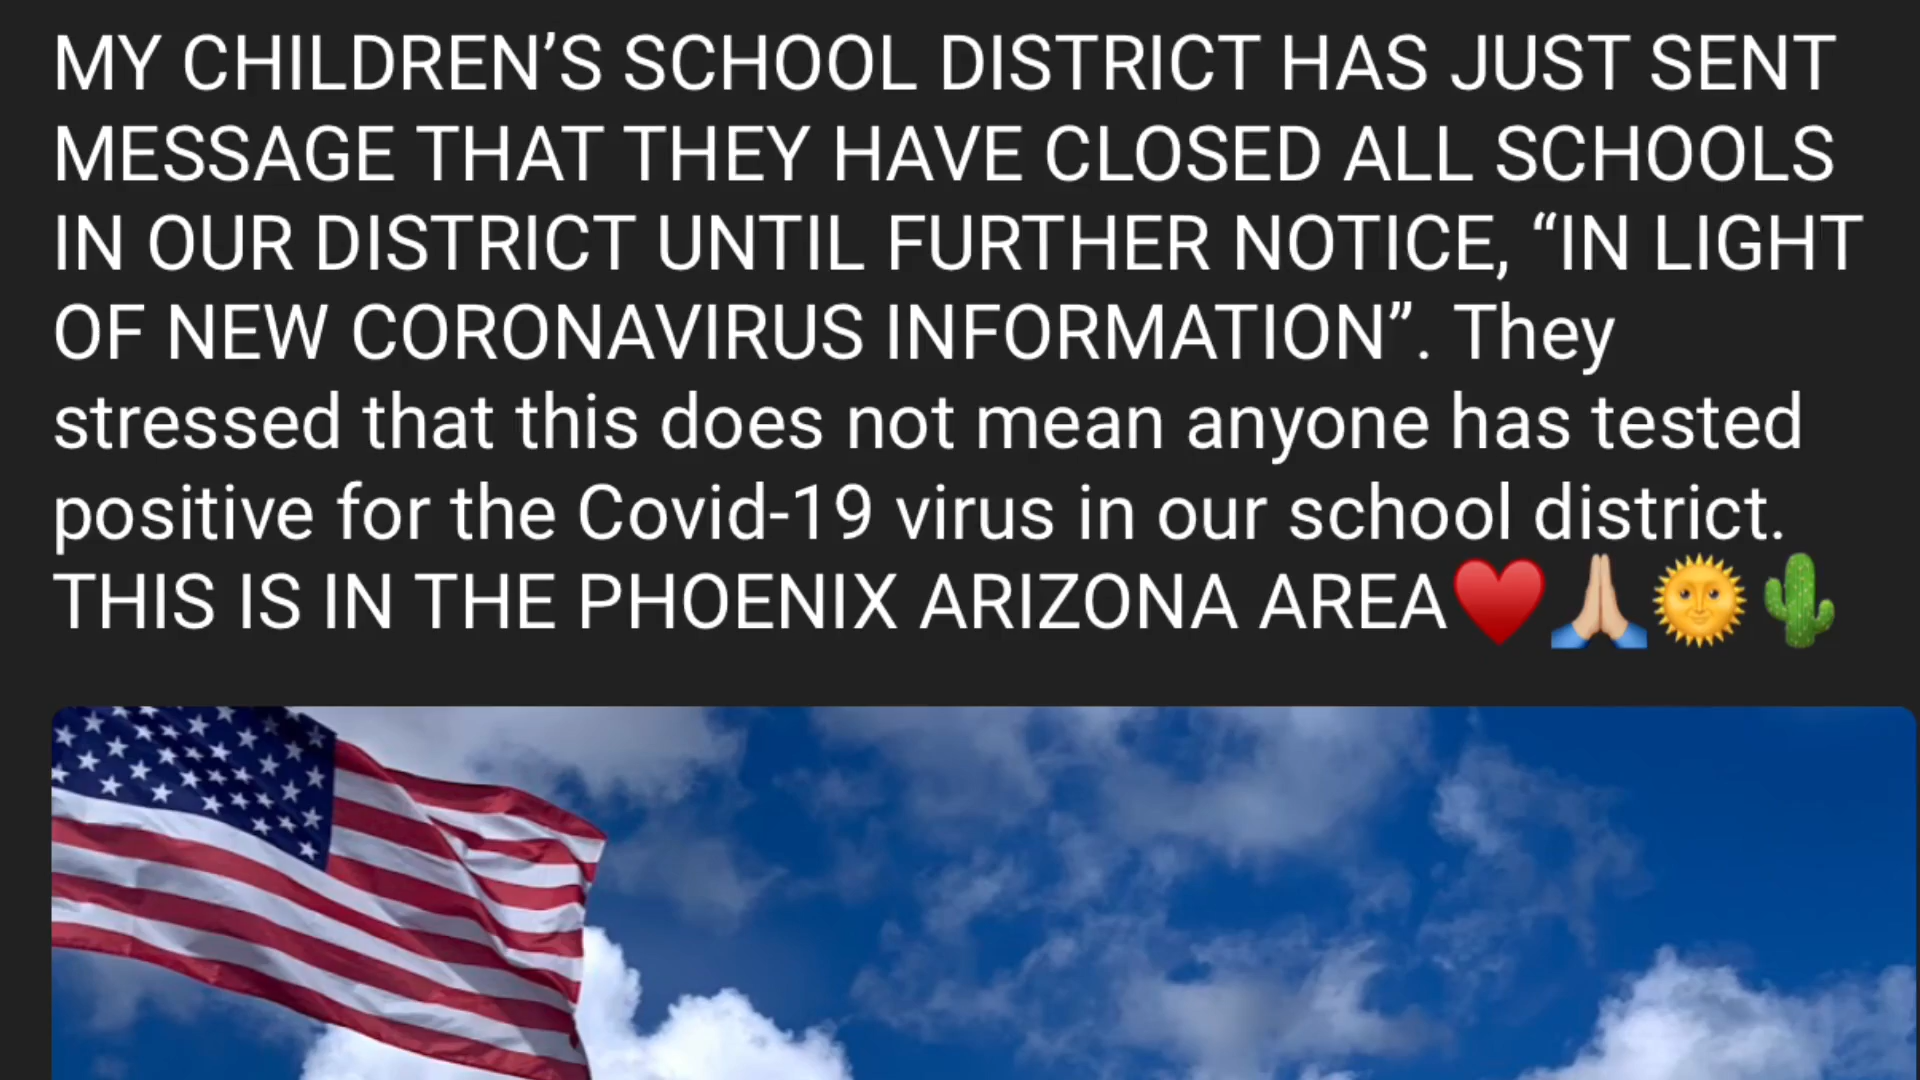 MY CHILDREN’S SCHOOL DISTRICT HAS JUST SENT
MESSAGE THAT THEY HAVE CLOSED ALL SCHOOLS
IN OUR DISTRICT UNTIL FURTHER NOTICE, “IN LIGHT
OF NEW CORONAVIRUS INFORMATION”. They
stressed that this does not mean anyone has tested
positive for the Covid-19 virus in our school district.
THIS IS IN THE PHOENIX ARIZONA AREA❤️🙏🏼🌞🌵